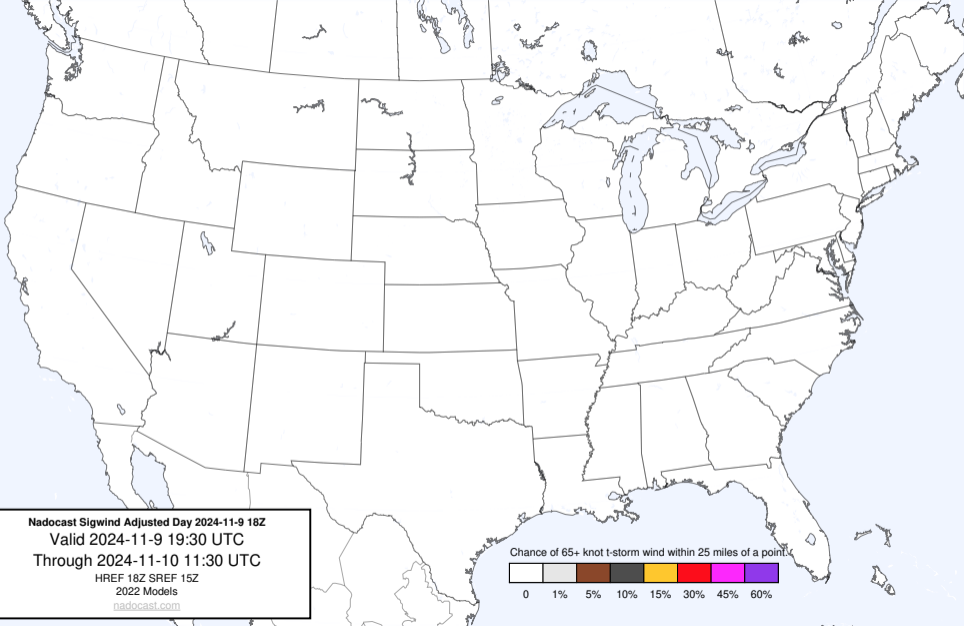 Nadocast Sigwind Adjusted Day 2024-11-9 18Z
Valid 2024-11-9 19:30 UTC
Through 2024-11-10 11:30 UTC
HREF 18Z SREF 15Z
2022 Models
nadocast.com
Chance of 65+ knot t-storm wind within 25 miles of a point.
0 1% 5% 10% 15% 30% 45% 60%